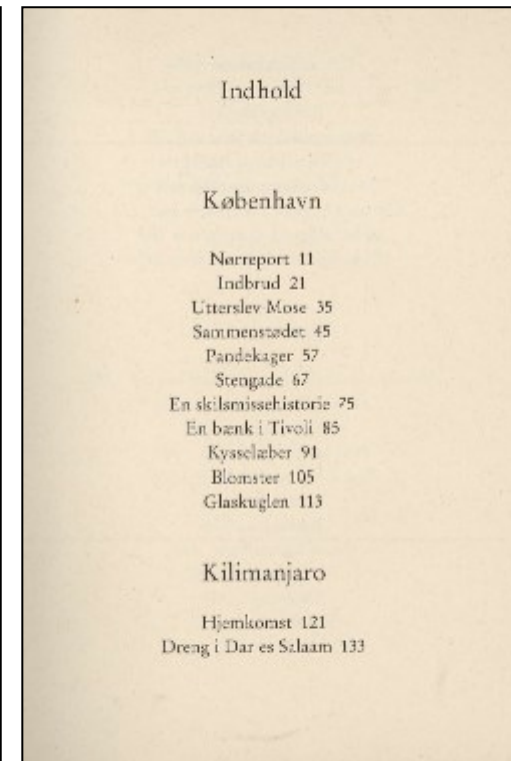 Indhold
København
Nørreport 11
Indbrud 21
Utterslev Mose 35
Sammenstødet 45
Pandekager 57
Stengade 67
En skilsmissehistorie 75
En bænk i Tivoli 85
Kysselæber 91
Blomster 105
Glaskuglen 113
Kilimanjaro
Hjemkomst 121
Dreng i Dar es Salaam 133